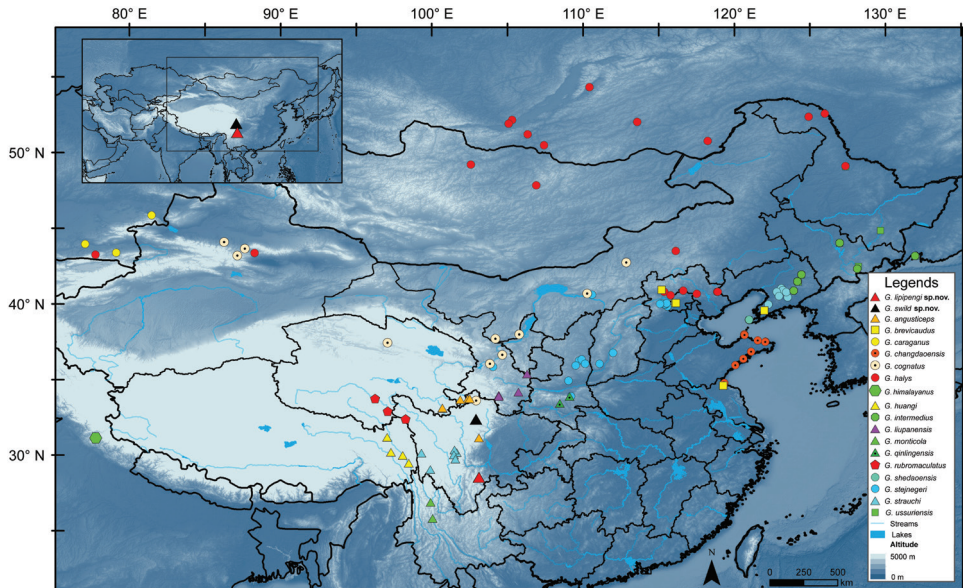 80° E 90° E 100° E 110° E 120° E 130° E
50° N
40° N
30° N
Legends
G. lipipengi sp.nov.
G. swild sp.nov.
G. angusticeps
G. brevicaudus
G. caraganus
G. changdaoensis
G. cognatus
G. halys
G. himalayanus
G. huangi
G. intermedius
G. liupanensis
G. monticola
G. qinlingensis
G. rubromaculatus
G. shedaoensis
G. stejnegeri
G. strauchi
G. ussuriensis
Streams
Lakes
Altitude
5000 m
0 m
N
0 250 500
km